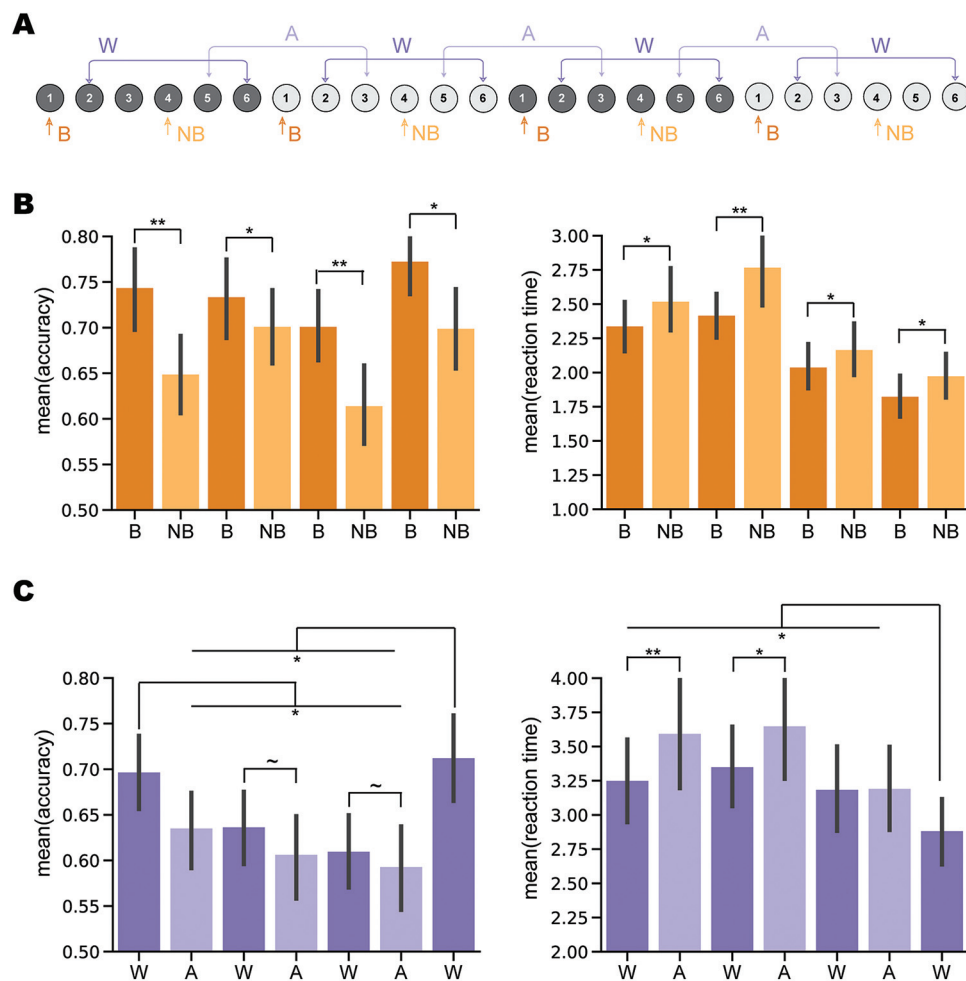 A
W A W A W A W
1 2 3 4 5 6 1 2 3 4 5 6 1 2 3 4 5 6 1 2 3 4 5 6
B NB B NB B NB B NB
B
mean(accuracy)
0.80
0.75
0.70
0.65
0.60
0.55
0.50
** * ** *
B NB B NB B NB B NB
mean(reaction time)
3.00
2.75
2.50
2.25
2.00
1.75
1.50
1.25
1.00
* ** * *
B NB B NB B NB B NB
C
mean(accuracy)
0.80
0.75
0.70
0.65
0.60
0.55
0.50
*
*
~ ~
W A W A W A W
mean(reaction time)
4.00
3.75
3.50
3.25
3.00
2.75
2.50
2.25
2.00
*
** *
W A W A W A W